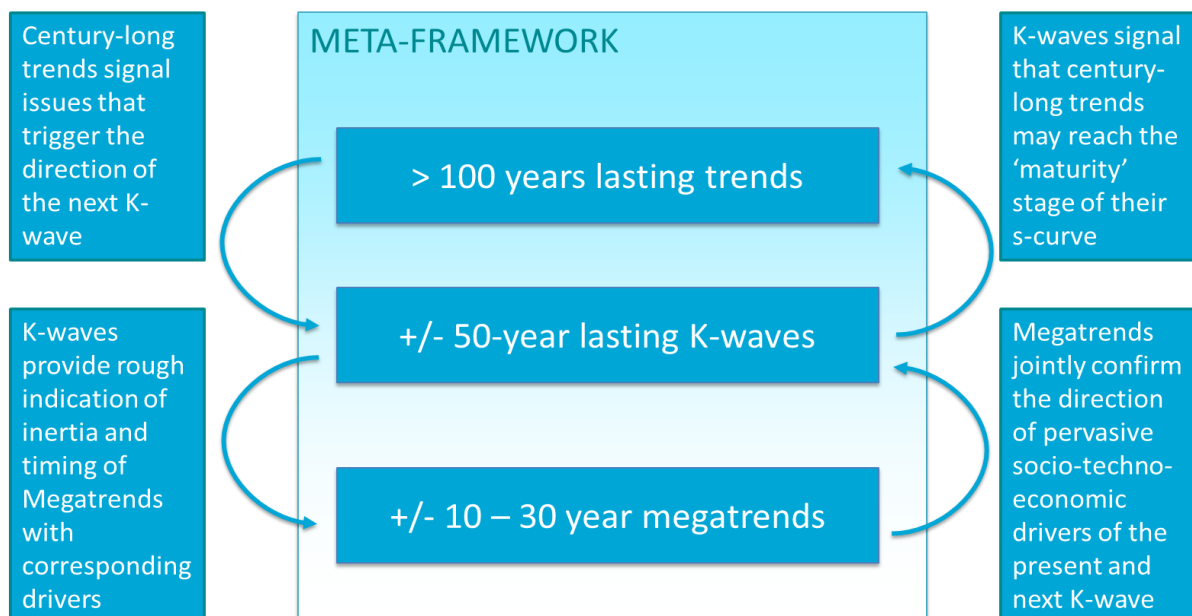 Century-long
trends signal
issues that
trigger the
direction of
the next K-
wave
META-FRAMEWORK
K-waves signal
that century-
long trends
may reach the
‘maturity’
stage of their
s-curve
> 100 years lasting trends
+/- 50-year lasting K-waves
K-waves
provide rough
indication of
inertia and
timing of
Megatrends
with
corresponding
drivers
Megatrends
jointly confirm
the direction
of pervasive
socio-techno-
economic
drivers of the
present and
next K-wave
+/- 10 – 30 year megatrends